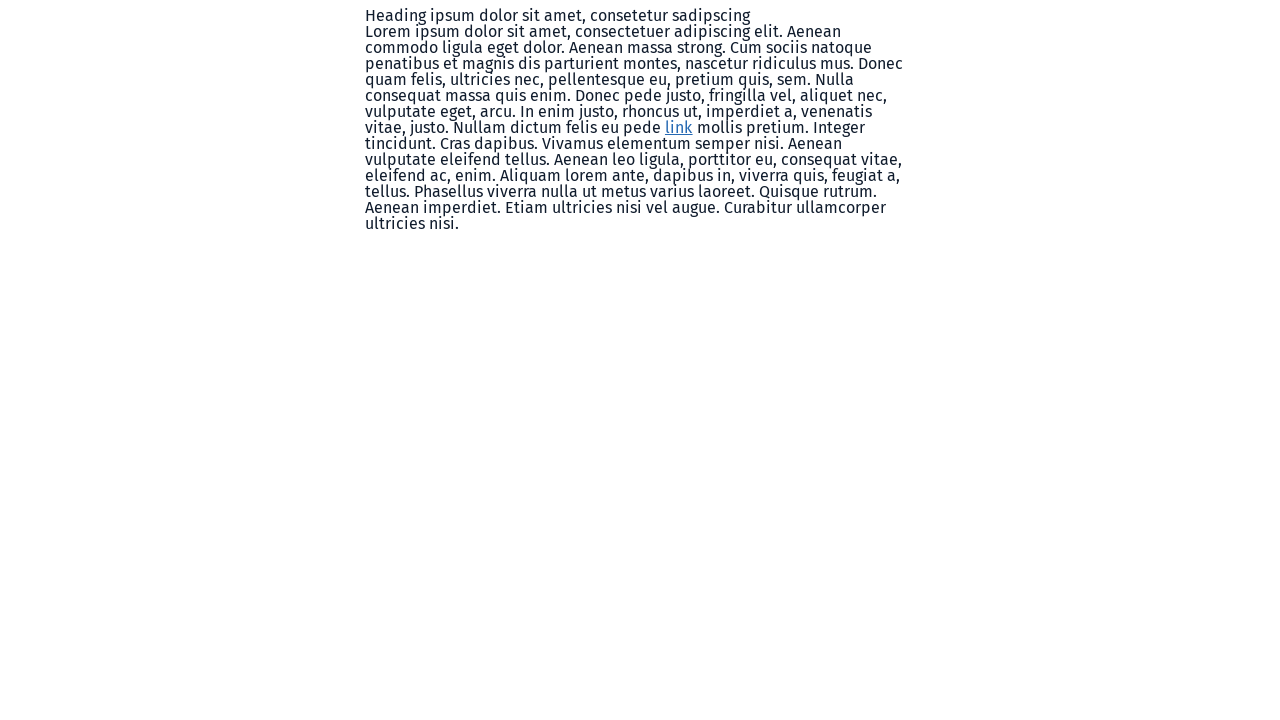 Heading ipsum dolor sit amet, consetetur sadipscing
Lorem ipsum dolor sit amet, consectetuer adipiscing elit. Aenean
commodo ligula eget dolor. Aenean massa strong. Cum sociis natoque
penatibus et magnis dis parturient montes, nascetur ridiculus mus. Donec
quam felis, ultricies nec, pellentesque eu, pretium quis, sem. Nulla
consequat massa quis enim. Donec pede justo, fringilla vel, aliquet nec,
vulputate eget, arcu. In enim justo, rhoncus ut, imperdiet a, venenatis
vitae, justo. Nullam dictum felis eu pede link mollis pretium. Integer
tincidunt. Cras dapibus. Vivamus elementum semper nisi. Aenean
vulputate eleifend tellus. Aenean leo ligula, porttitor eu, consequat vitae,
eleifend ac, enim. Aliquam lorem ante, dapibus in, viverra quis, feugiat a,
tellus. Phasellus viverra nulla ut metus varius laoreet. Quisque rutrum.
Aenean imperdiet. Etiam ultricies nisi vel augue. Curabitur ullamcorper
ultricies nisi.